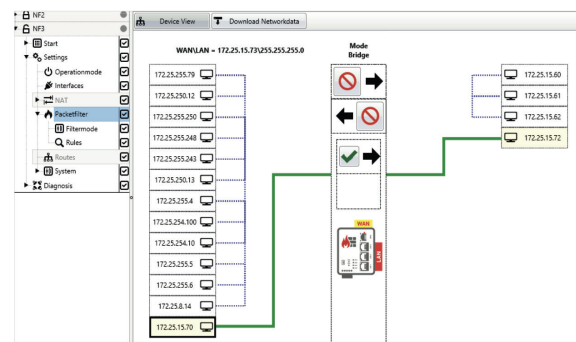 NF2
NF3
Start
Settings
Operationmode
Interfaces
NAT
Packetfilter
Filtermode
Rules
Routes
System
Diagnosis
Device View
Download Networkdata
WAN\LAN = 172.25.15.73\255.255.255.0
Mode
Bridge
172.25.255.79
172.25.250.12
172.25.255.250
172.25.255.248
172.25.255.243
172.25.250.13
172.25.255.4
172.25.254.100
172.25.254.10
172.25.255.5
172.25.255.6
172.25.8.14
172.25.15.70
WAN
LAN
172.25.15.60
172.25.15.61
172.25.15.62
172.25.15.72